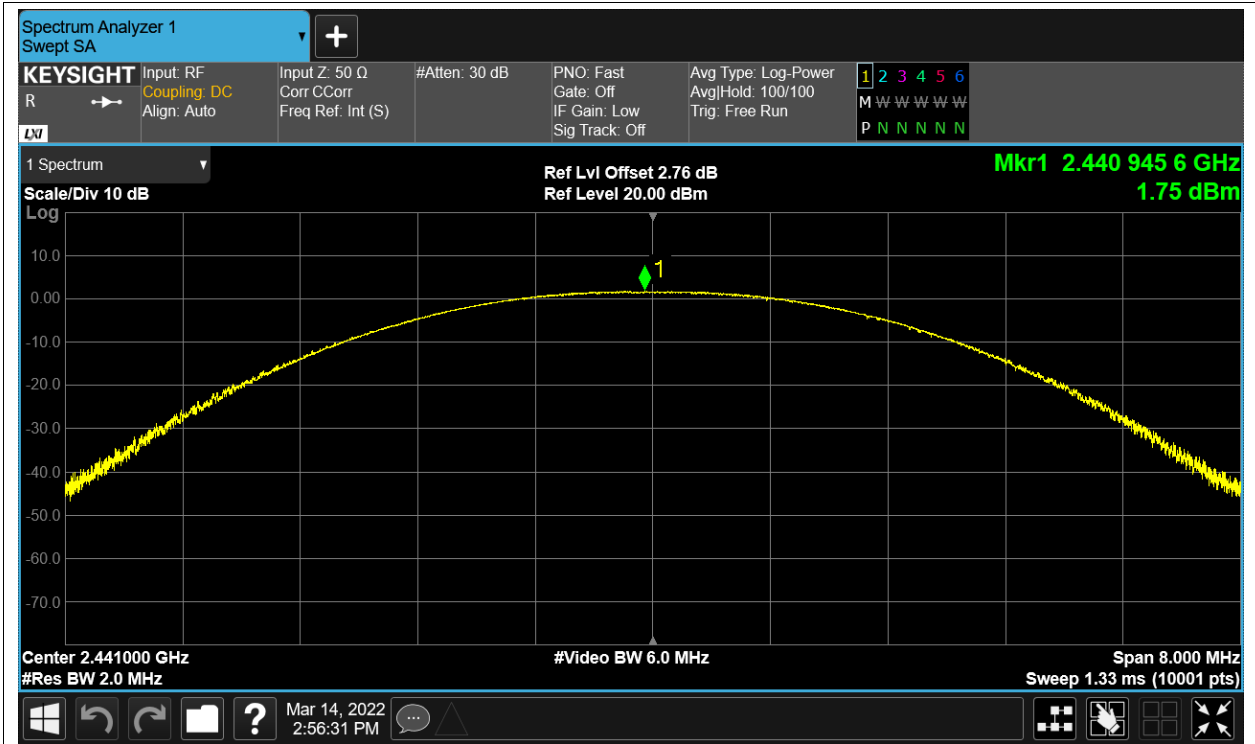 Spectrum Analyzer 1
Swept SA
KEYSIGHT
R
LXI
Input: RF
Coupling: DC
Align: Auto
Input Z: 50 Ω
Corr CCorr
Freq Ref: Int (S)
#Atten: 30 dB
PNO: Fast
Gate: Off
IF Gain: Low
Sig Track: Off
Avg Type: Log-Power
Avg|Hold: 100/100
Trig: Free Run
1 2 3 4 5 6
M W W W W W
P N N N N N
1 Spectrum
Scale/Div 10 dB
Log
Ref Lvl Offset 2.76 dB
Ref Level 20.00 dBm
Mkr1 2.440 945 6 GHz
1.75 dBm
1
10.0
0.00
-10.0
-20.0
-30.0
-40.0
-50.0
-60.0
-70.0
Center 2.441000 GHz
#Res BW 2.0 MHz
#Video BW 6.0 MHz
Span 8.000 MHz
Sweep 1.33 ms (10001 pts)
?
Mar 14, 2022
2:56:31 PM